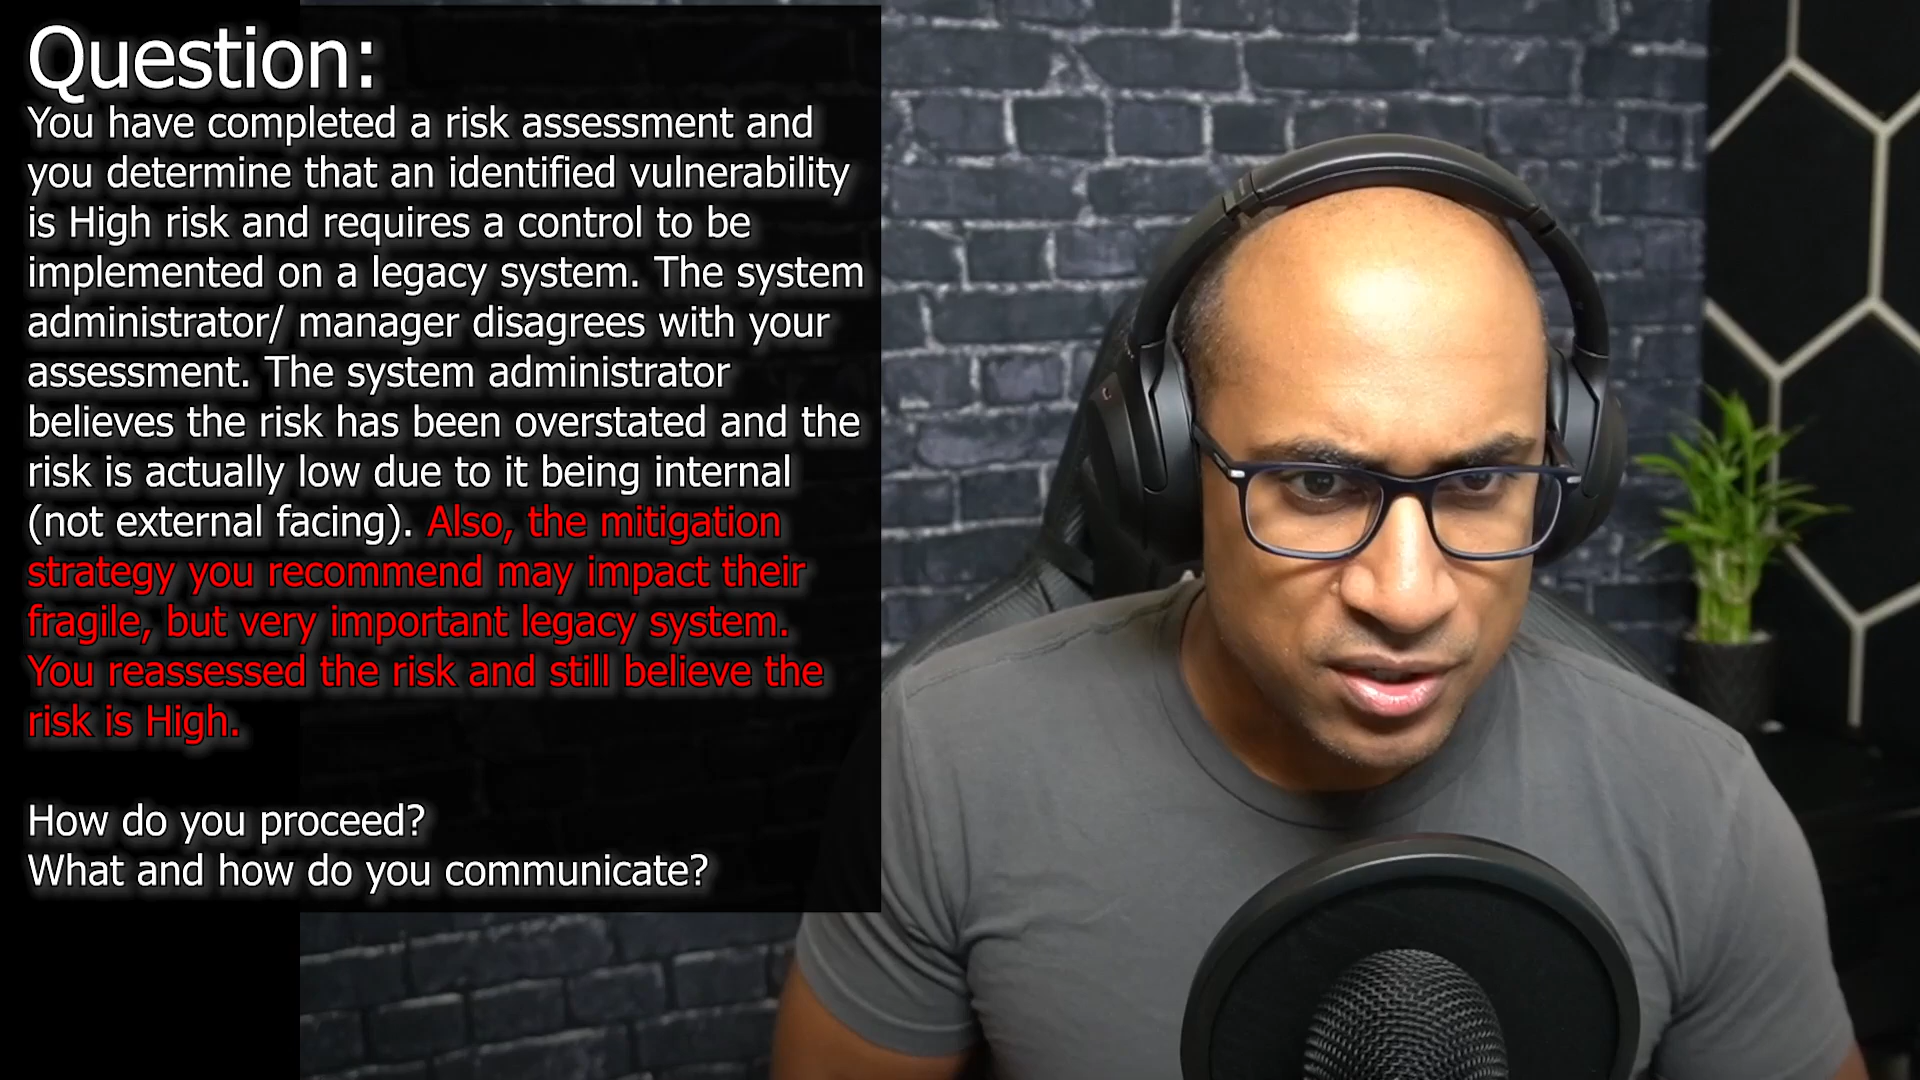 Question:
You have completed a risk assessment and
you determine that an identified vulnerability
is High risk and requires a control to be
implemented on a legacy system. The system
administrator/ manager disagrees with your
assessment. The system administrator
believes the risk has been overstated and the
risk is actually low due to it being internal
(not external facing). Also, the mitigation
strategy you recommend may impact their
fragile, but very important legacy system.
You reassessed the risk and still believe the
risk is High.
How do you proceed?
What and how do you communicate?